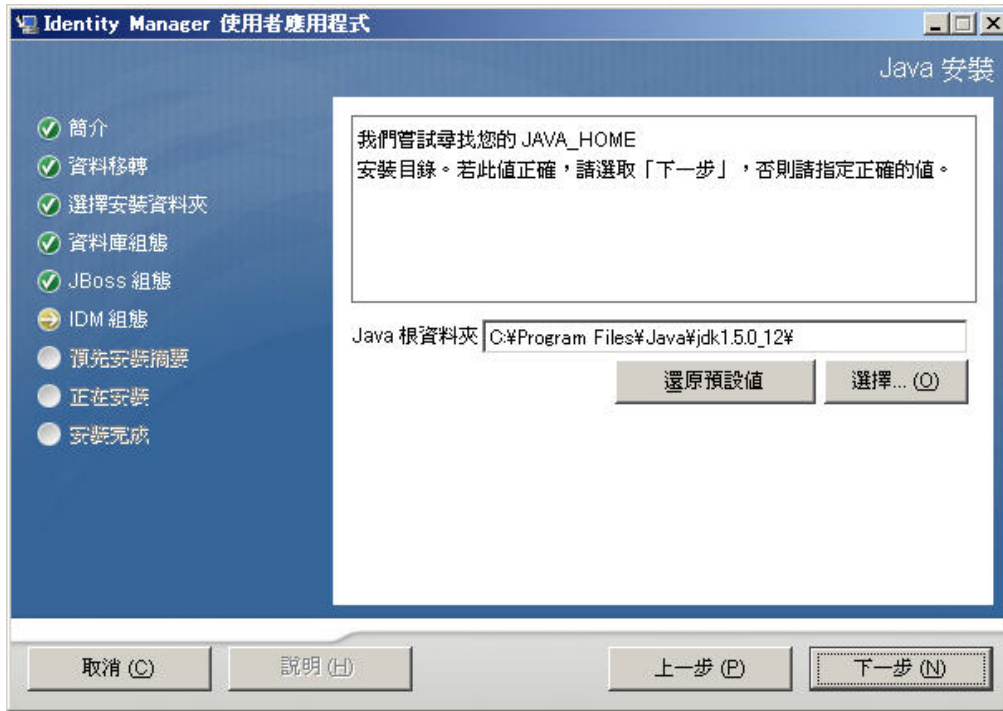 Identity Manager 使用者應用程式
Java 安裝
簡介
資料移轉
選擇安裝資料夾
資料庫組態
JBoss 組態
IDM 組態
預先安裝摘要
正在安裝
安裝完成
我們嘗試尋找您的 JAVA_HOME
安裝目錄。若此值正確，請選取「下一步」，否則請指定正確的值。
Java 根資料夾 C:¥Program Files¥Java¥jdk1.5.0_12¥
還原預設值 選擇... (O)
取消 (C) 說明 (H) 上一步 (P) 下一步 (N)